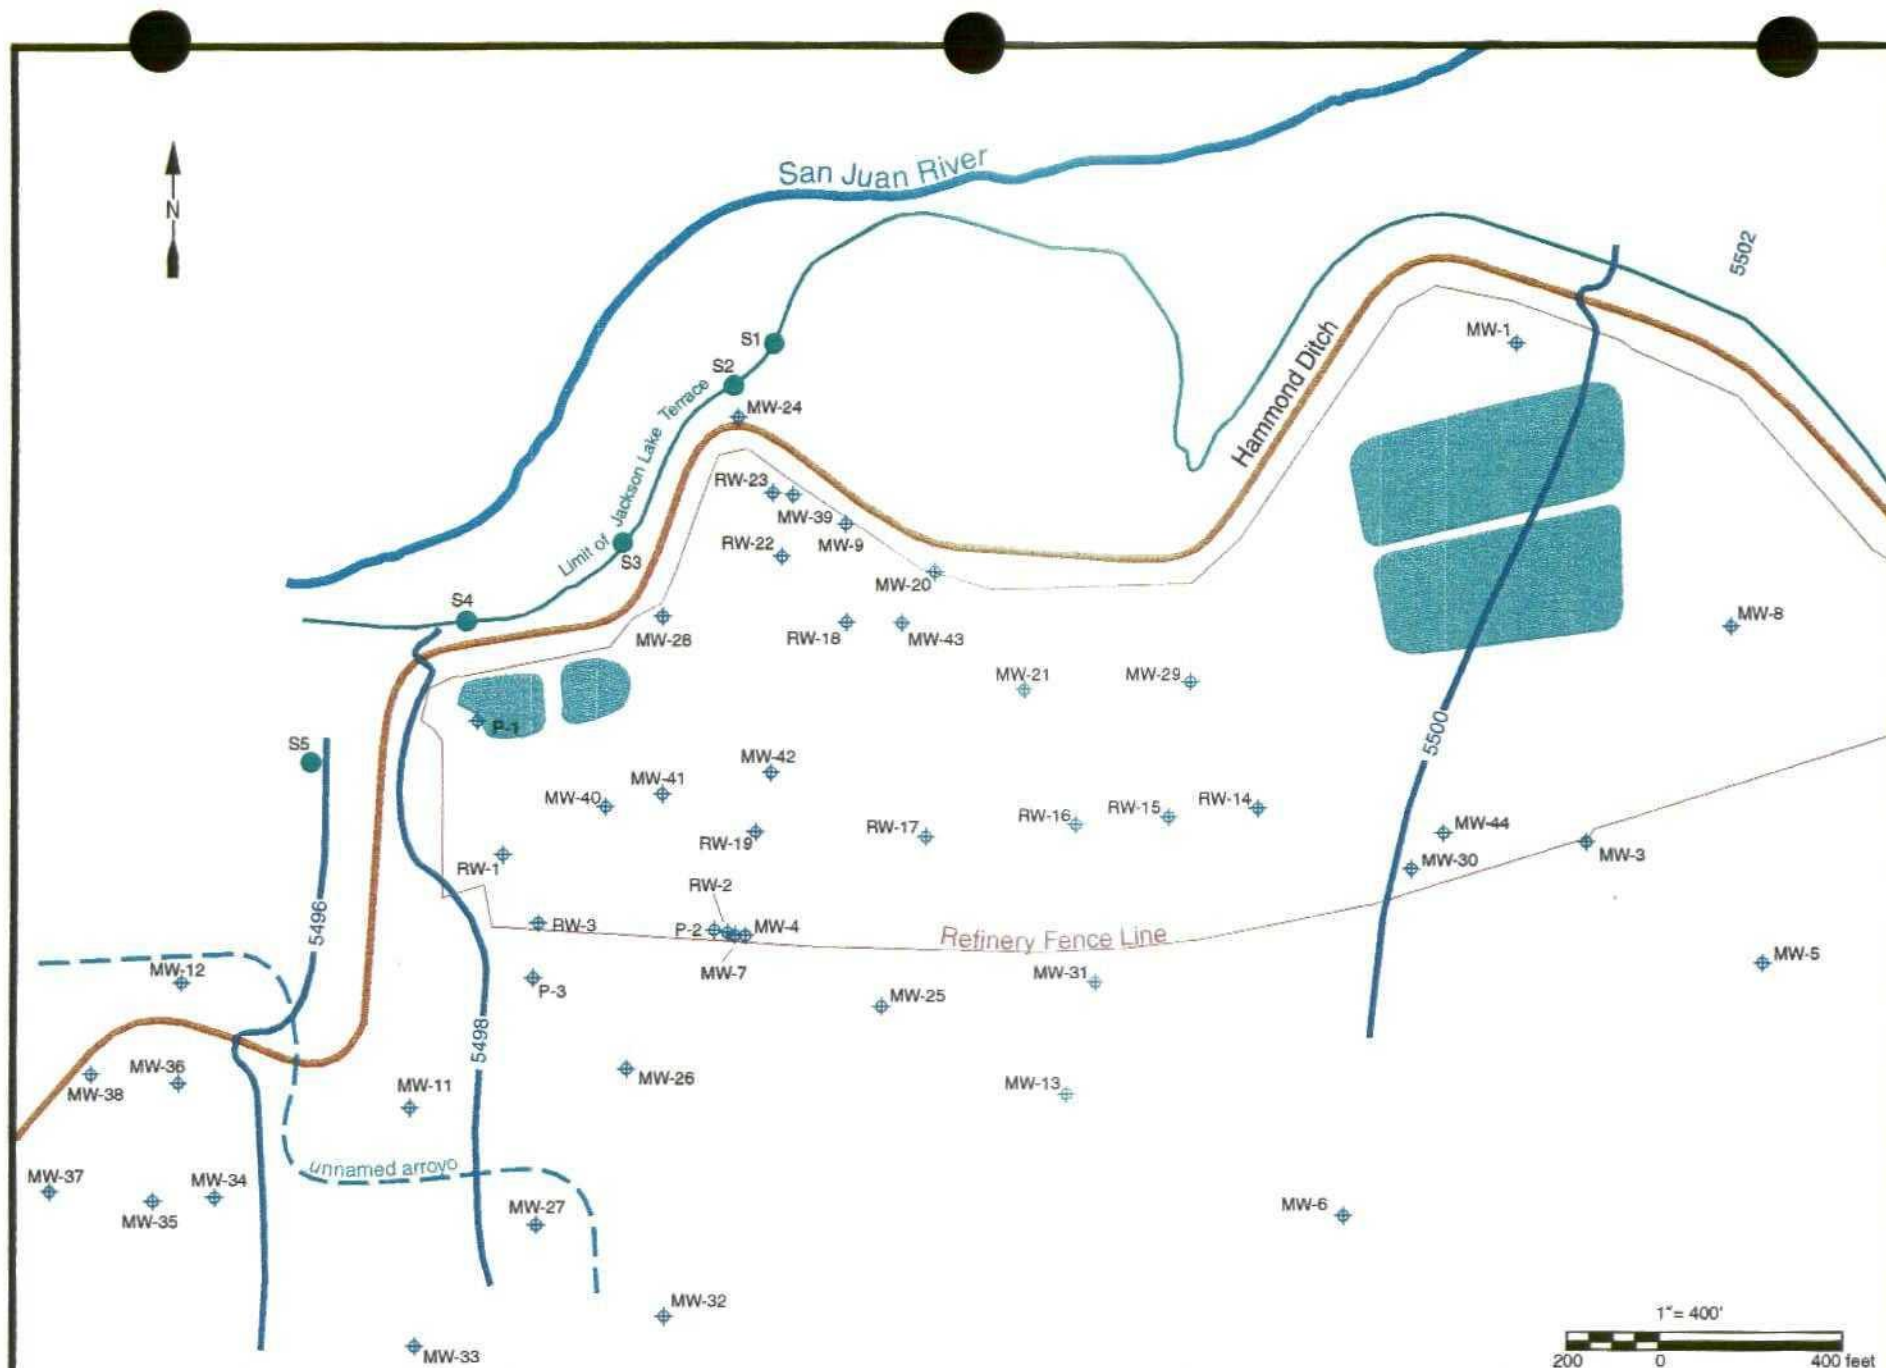 San Juan River
N
5502
S1
MW-1
S2
Hammond Ditch
MW-24
Limit of Jackson Lake Terrace
RW-23
MW-39
RW-22
MW-9
S3
MW-20
S4
MW-8
MW-28
RW-18
MW-43
MW-21
MW-29
P-1
5500
S5
MW-42
MW-41
MW-40
RW-17
RW-16
RW-15
RW-14
RW-19
MW-44
MW-3
RW-1
MW-30
RW-2
5496
RW-3
P-2
MW-4
Refinery Fence Line
MW-12
MW-7
MW-31
MW-5
P-3
MW-25
5498
MW-36
MW-38
MW-11
MW-26
MW-13
unnamed arroyo
MW-37
MW-34
MW-35
MW-27
MW-6
MW-32
1"= 400'
MW-33
200 0 400 feet